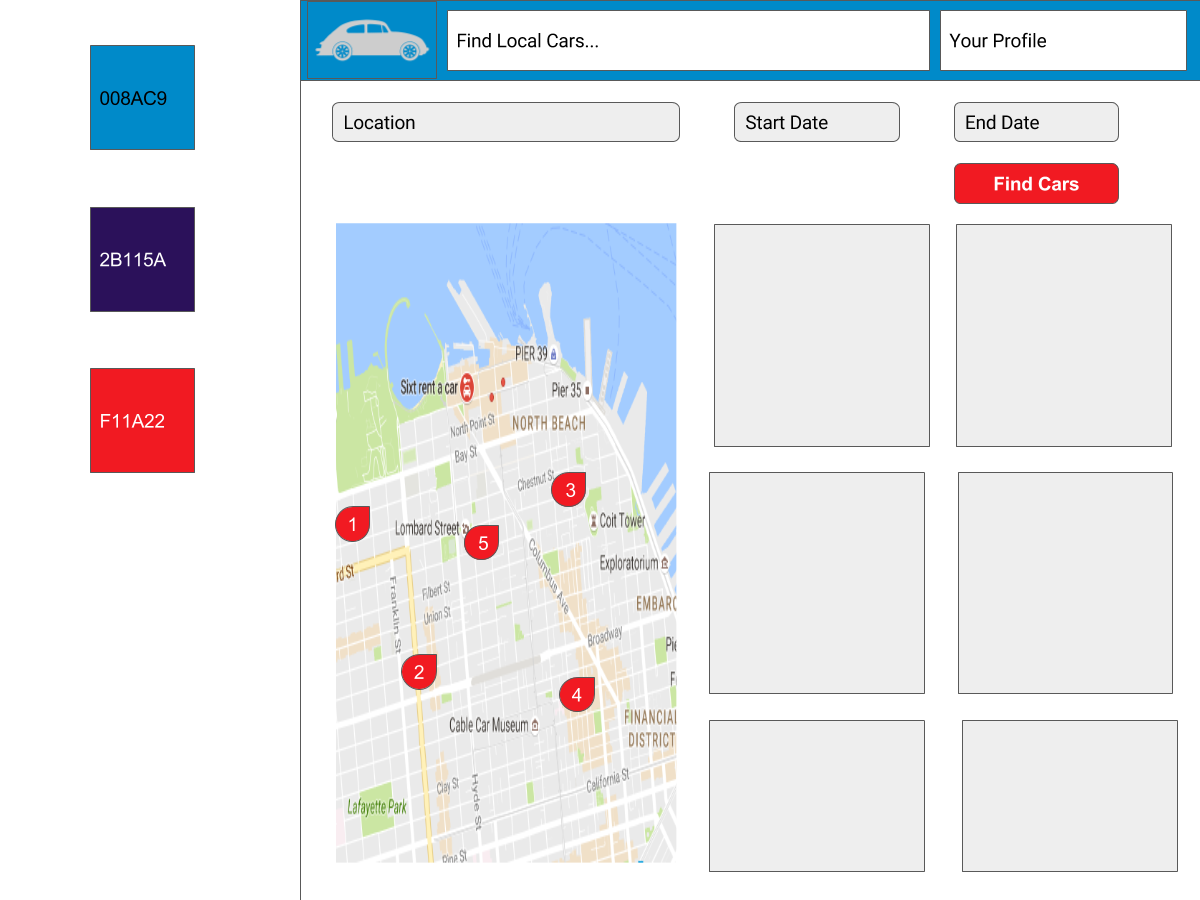 008AC9
2B115A
F11A22
Find Local Cars...
Your Profile
Location
Start Date
End Date
Find Cars
PIER 39
Sixt rent a car
Pier 35
North Point St
NORTH BEACH
Bay St
Chestnut St
3
1
Lombard Street
5
Coit Tower
Columbus Ave
Exploratorium
rd St
Franklin St
Filbert St
EMBARC
Union St
Broadway
Pie
2
F
4
Cable Car Museum
FINANCIAL
DISTRICT
California St
Clay St
Hyde St
Lafayette Park
Pine St